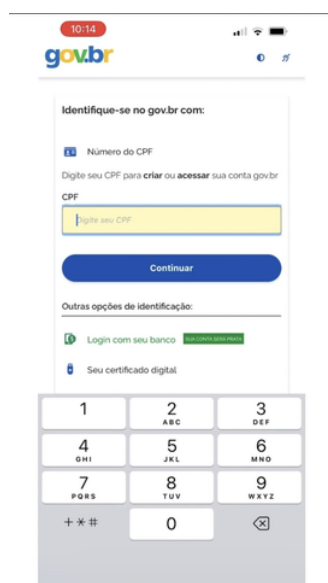 10:14
gov.br
Identifique-se no gov.br com:
Número do CPF
Digite seu CPF para criar ou acessar sua conta gov.br
CPF
Digite seu CPF
Continuar
Outras opções de identificação:
Login com seu banco SUA CONTA SERÁ PRATA
Seu certificado digital
1 2 3
ABC DEF
4 5 6
GHI JKL MNO
7 8 9
PQRS TUV WXYZ
+*# 0